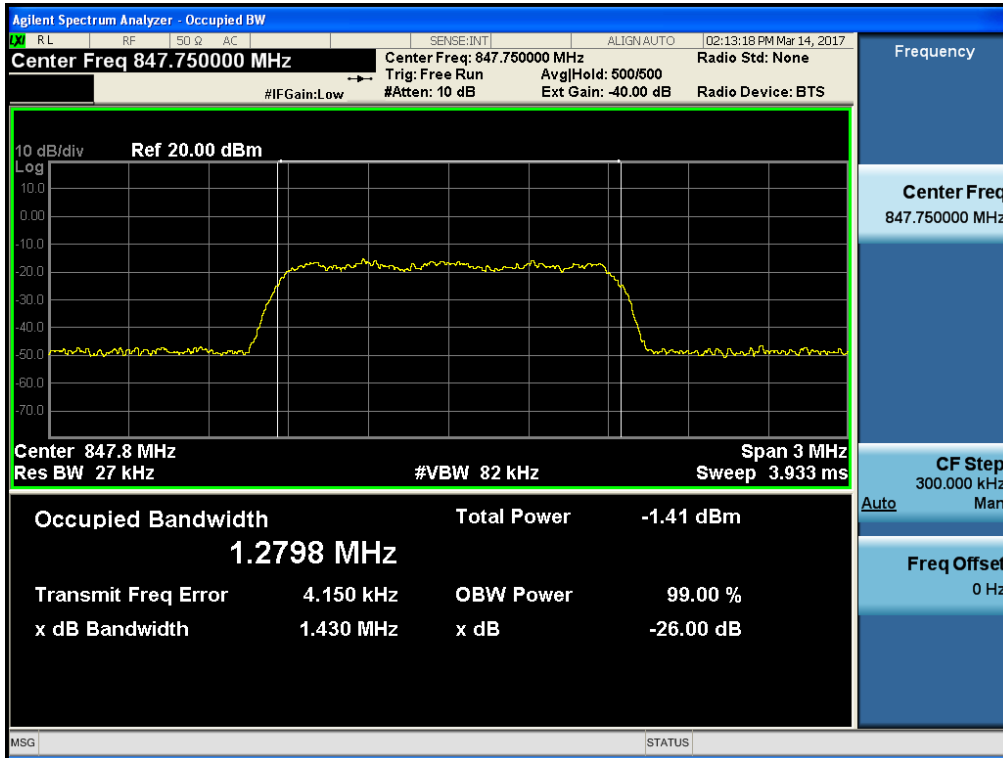 Agilent Spectrum Analyzer - Occupied BW
LXI RL RF 50 Ω AC SENSE:INT ALIGN AUTO 02:13:18 PM Mar 14, 2017
Center Freq 847.750000 MHz
Center Freq: 847.750000 MHz Radio Std: None
Trig: Free Run Avg|Hold: 500/500
#IFGain:Low #Atten: 10 dB Ext Gain: -40.00 dB Radio Device: BTS
10 dB/div Ref 20.00 dBm
Log
10.0
0.00
-10.0
-20.0
-30.0
-40.0
-50.0
-60.0
-70.0
Center 847.8 MHz Span 3 MHz
Res BW 27 kHz #VBW 82 kHz Sweep 3.933 ms
Occupied Bandwidth Total Power -1.41 dBm
1.2798 MHz
Transmit Freq Error 4.150 kHz OBW Power 99.00 %
x dB Bandwidth 1.430 MHz x dB -26.00 dB
MSG STATUS
Frequency
Center Freq
847.750000 MHz
CF Step
300.000 kHz
Auto Man
Freq Offset
0 Hz